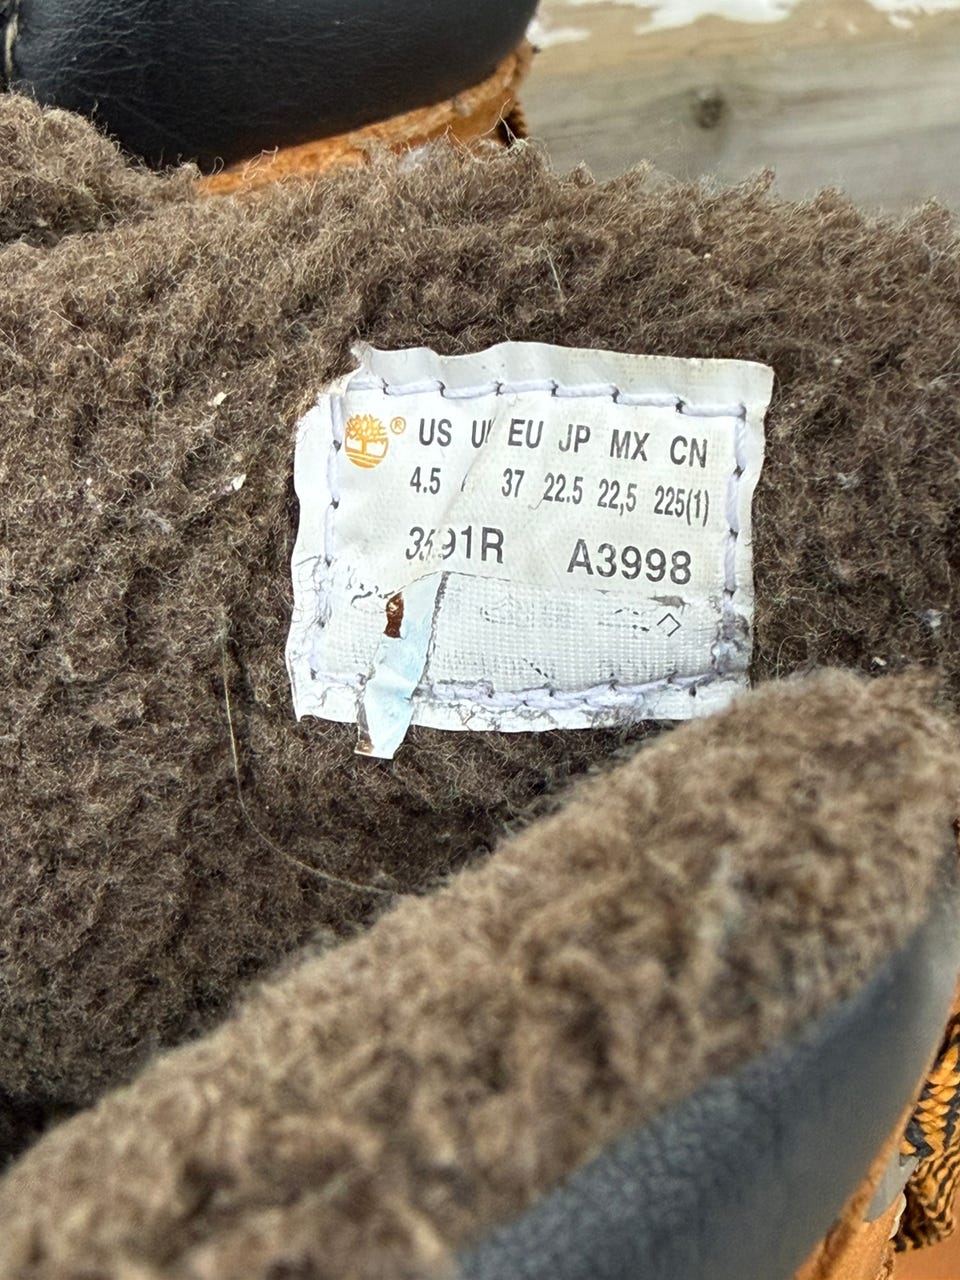 ® US EU JP MX CN
4.5 37 22.5 22,5 225(1)
A3998